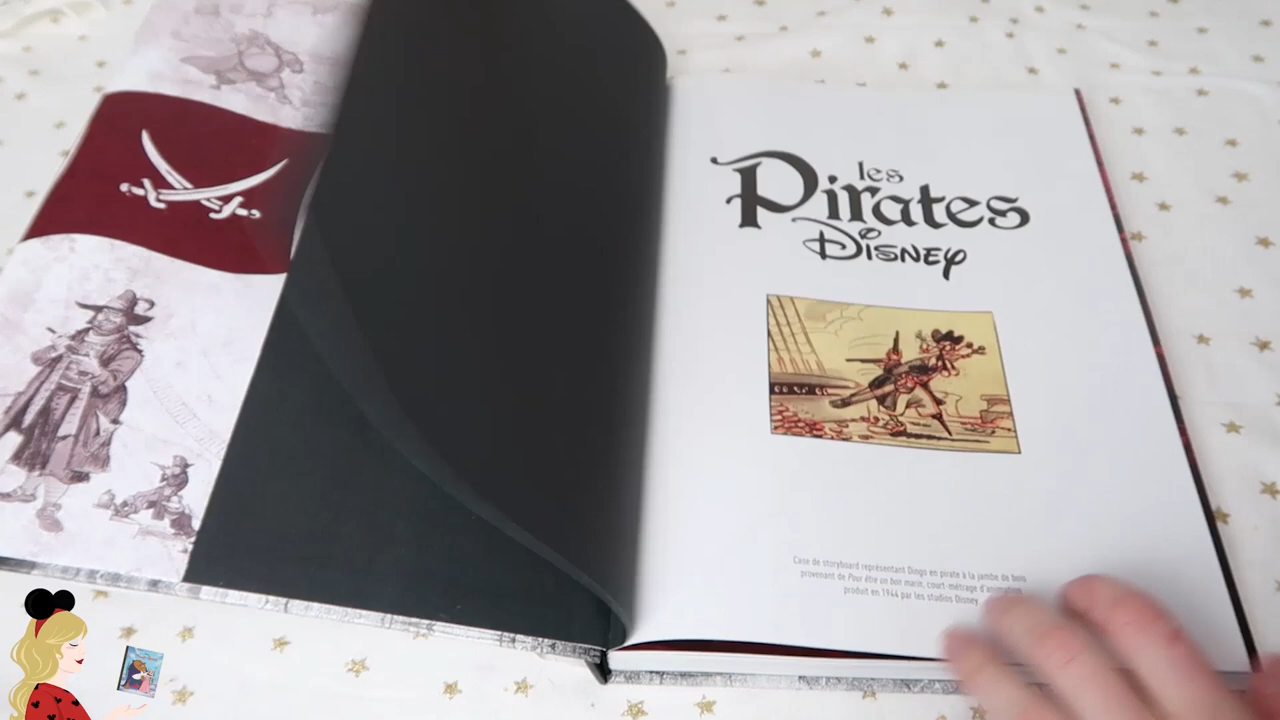 les
Pirates
Disney
Case de storyboard représentant Dingo en pirate à la jambe de bois
provenant de Pour être un bon marin, court-métrage d'animation
produit en 1944 par les studios Disney